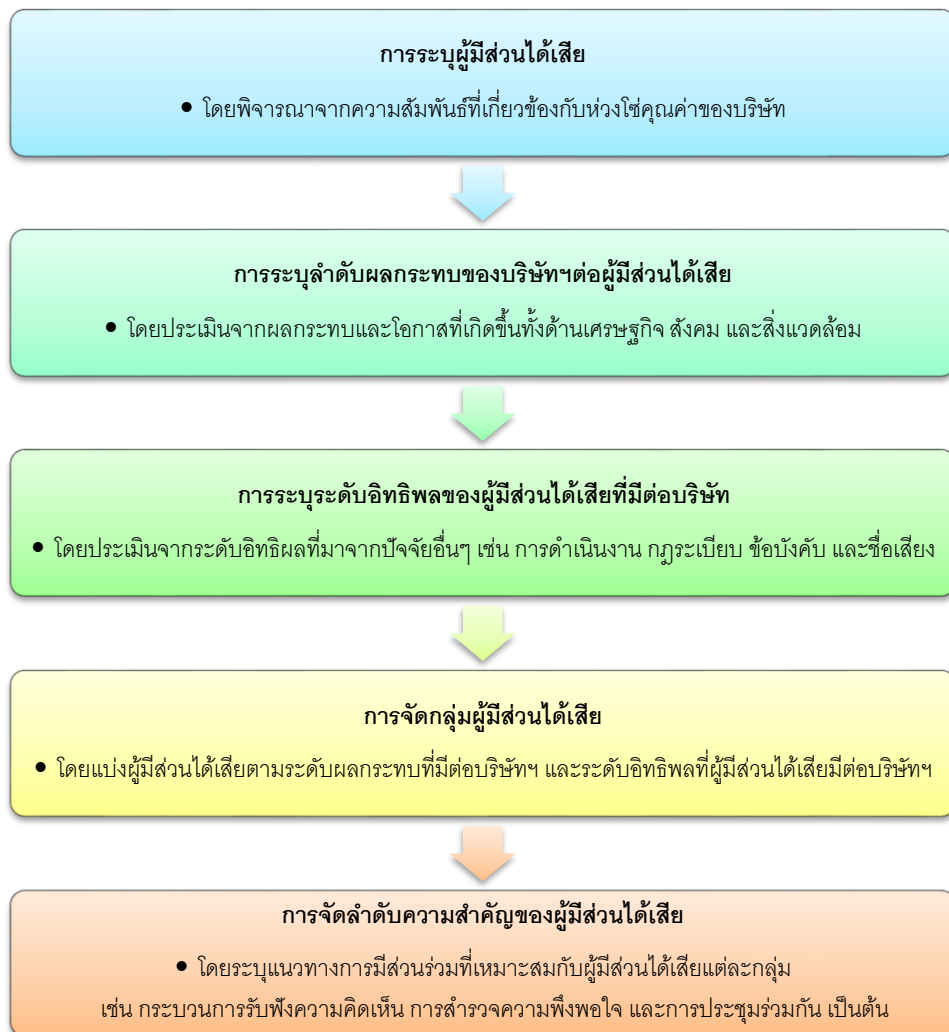 การระบุผู้มีส่วนได้เสีย
• โดยพิจารณาจากความสัมพันธ์ที่เกี่ยวข้องกับห่วงโซ่คุณค่าของบริษัท
การระบุลำดับผลกระทบของบริษัทฯต่อผู้มีส่วนได้เสีย
• โดยประเมินจากผลกระทบและโอกาสที่เกิดขึ้นทั้งด้านเศรษฐกิจ สังคม และสิ่งแวดล้อม
การระบุระดับอิทธิพลของผู้มีส่วนได้เสียที่มีต่อบริษัท
• โดยประเมินจากระดับอิทธิผลที่มาจากปัจจัยอื่นๆ เช่น การดำเนินงาน กฎระเบียบ ข้อบังคับ และชื่อเสียง
การจัดกลุ่มผู้มีส่วนได้เสีย
• โดยแบ่งผู้มีส่วนได้เสียตามระดับผลกระทบที่มีต่อบริษัทฯ และระดับอิทธิพลที่ผู้มีส่วนได้เสียมีต่อบริษัทฯ
การจัดลำดับความสำคัญของผู้มีส่วนได้เสีย
• โดยระบุแนวทางการมีส่วนร่วมที่เหมาะสมกับผู้มีส่วนได้เสียแต่ละกลุ่ม
เช่น กระบวนการรับฟังความคิดเห็น การสำรวจความพึงพอใจ และการประชุมร่วมกัน เป็นต้น